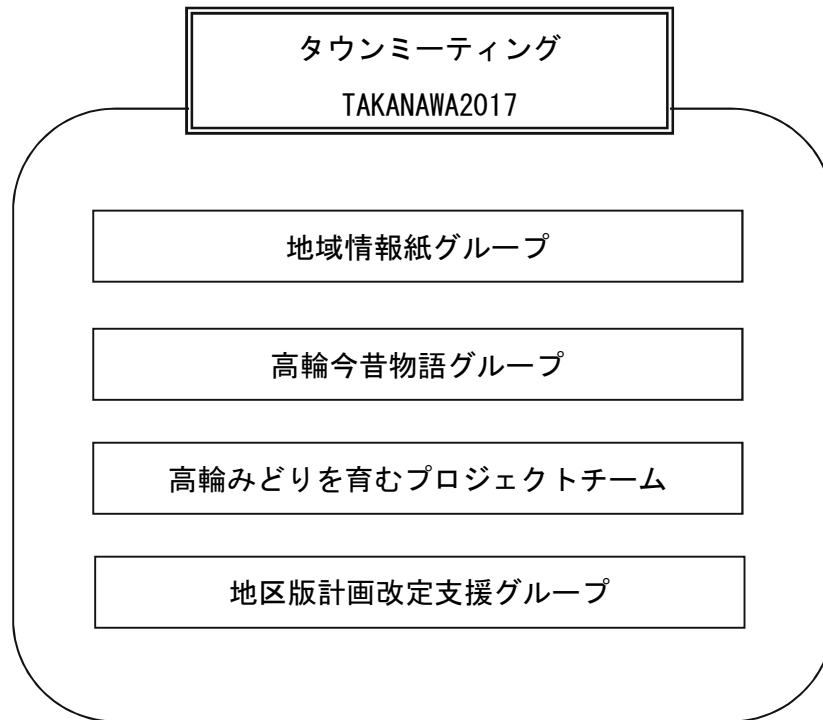 タウンミーティング
TAKANAWA2017
地域情報紙グループ
高輪今昔物語グループ
高輪みどりを育むプロジェクトチーム
地区版計画改定支援グループ